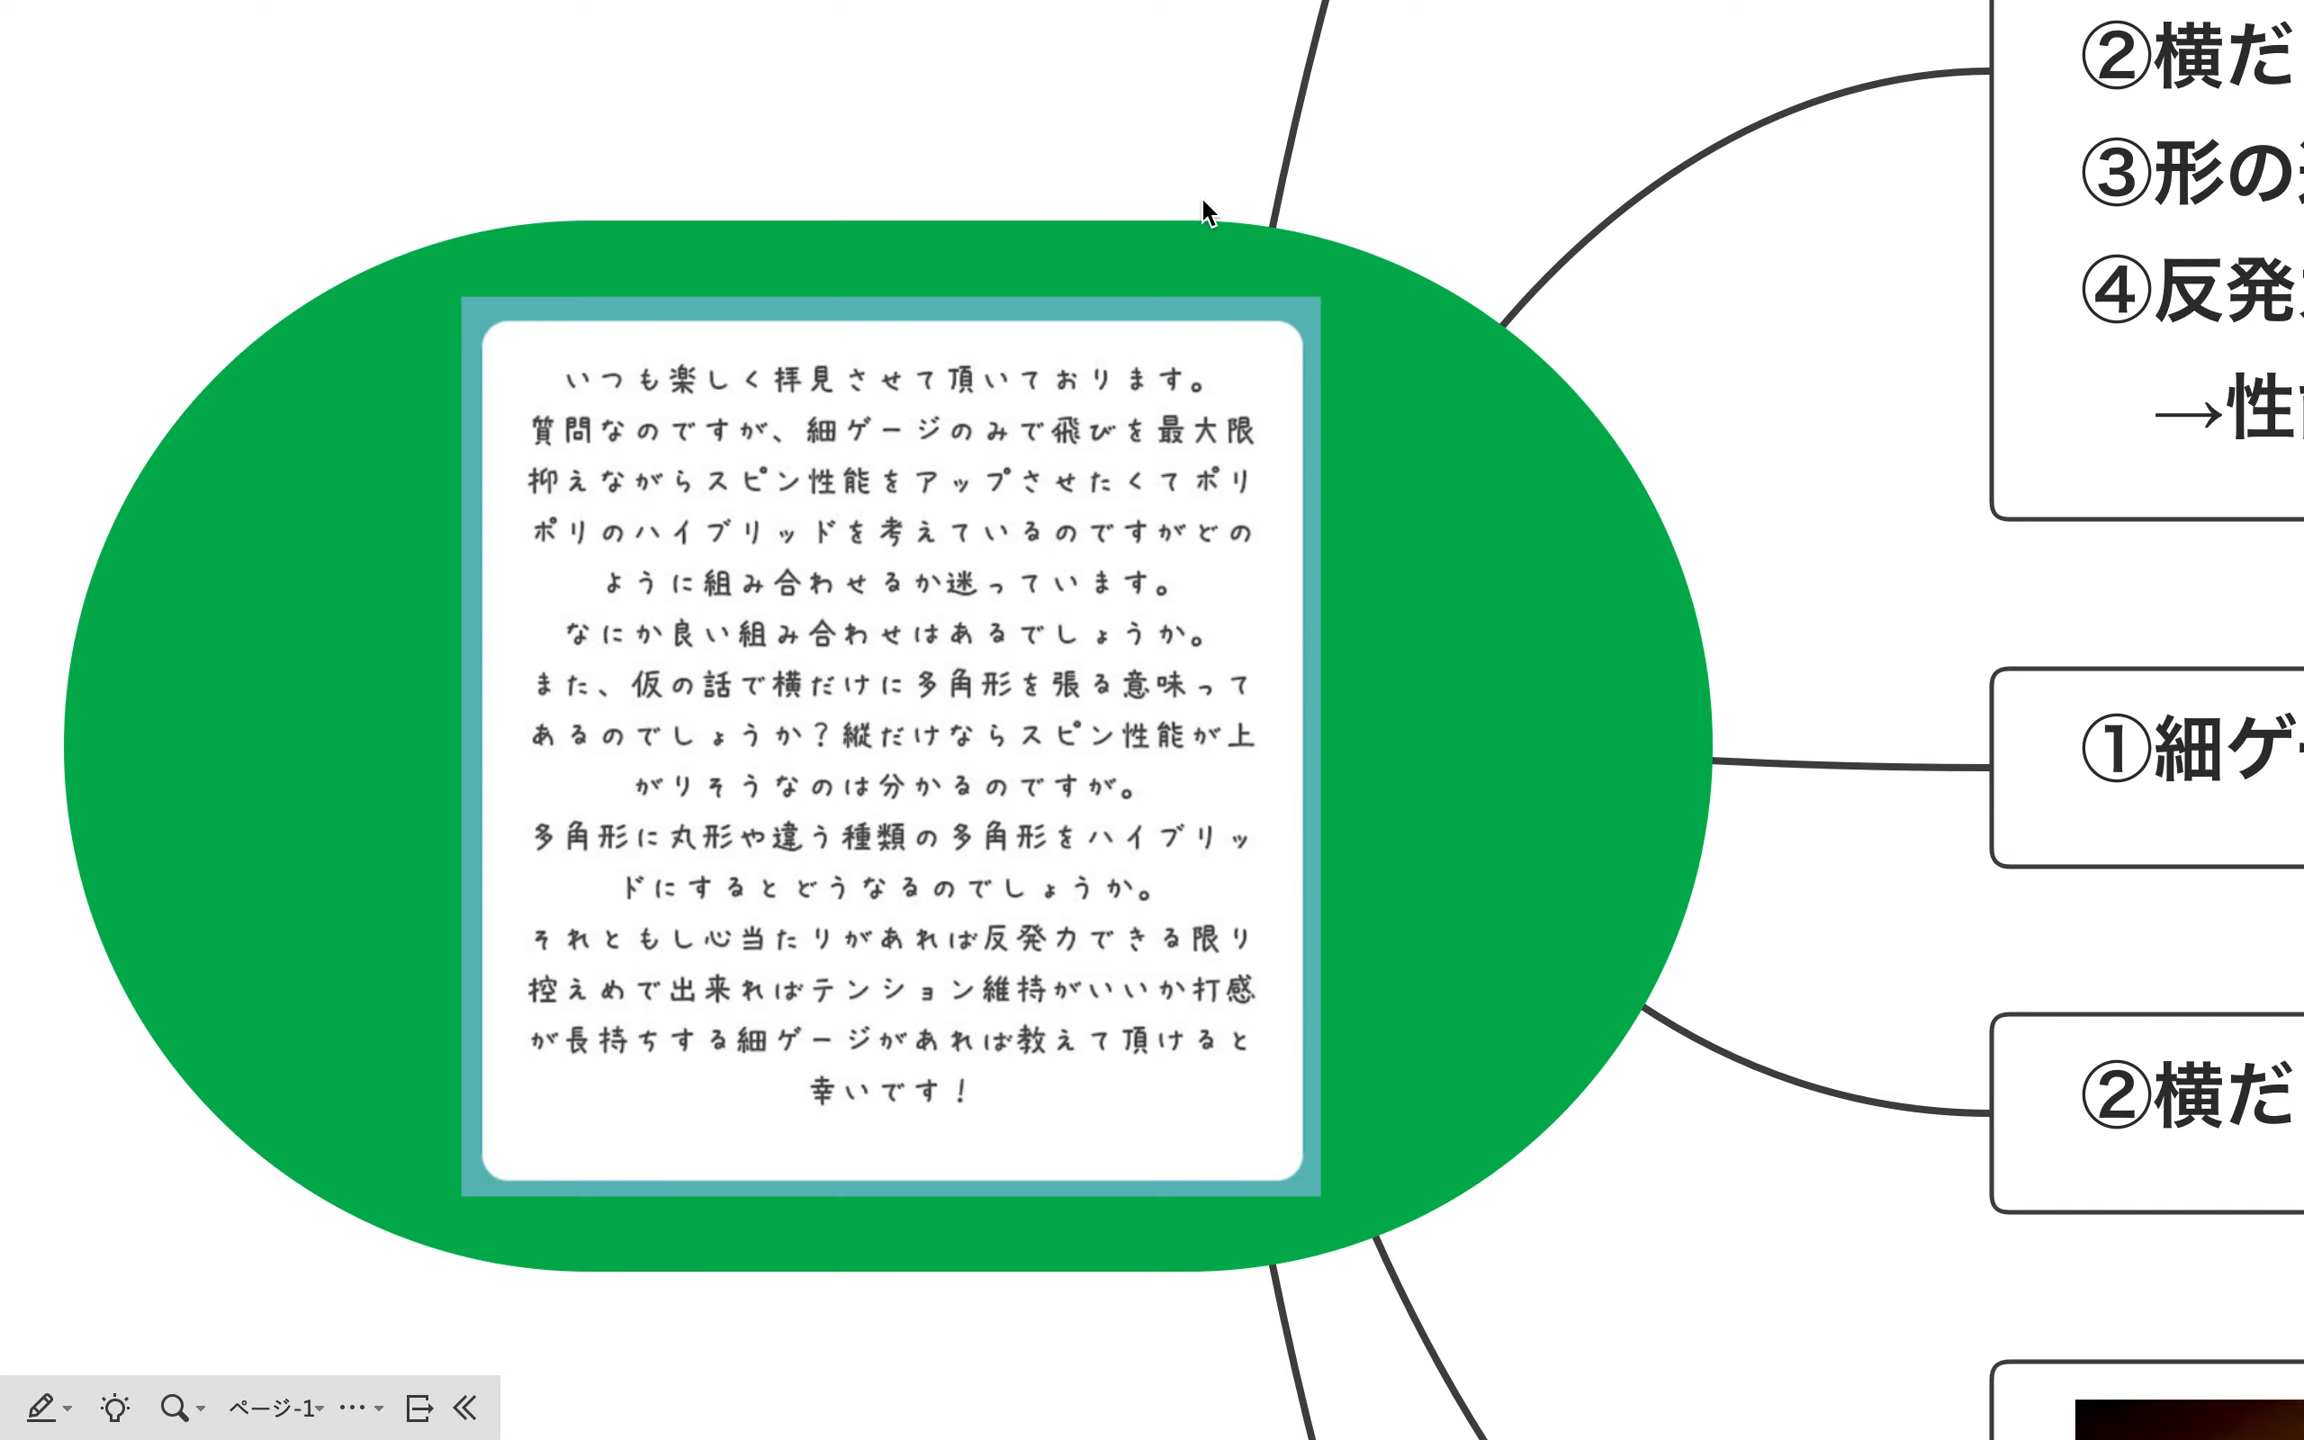 いつも楽しく拝見させて頂いております。
質問なのですが、細ゲージのみで飛びを最大限
抑えながらスピン性能をアップさせたくてポリ
ポリのハイブリッドを考えているのですがどの
ように組み合わせるか迷っています。
なにか良い組み合わせはあるでしょうか。
また、仮の話で横だけに多角形を張る意味って
あるのでしょうか？縦だけならスピン性能が上
がりそうなのは分かるのですが。
多角形に丸形や違う種類の多角形をハイブリッ
ドにするとどうなるのでしょうか。
それともし心当たりがあれば反発力できる限り
控えめで出来ればテンション維持がいいか打感
が長持ちする細ゲージがあれば教えて頂けると
幸いです！
②横だ
③形の
④反発
→性
①細ゲ
②横だ
ページ-1